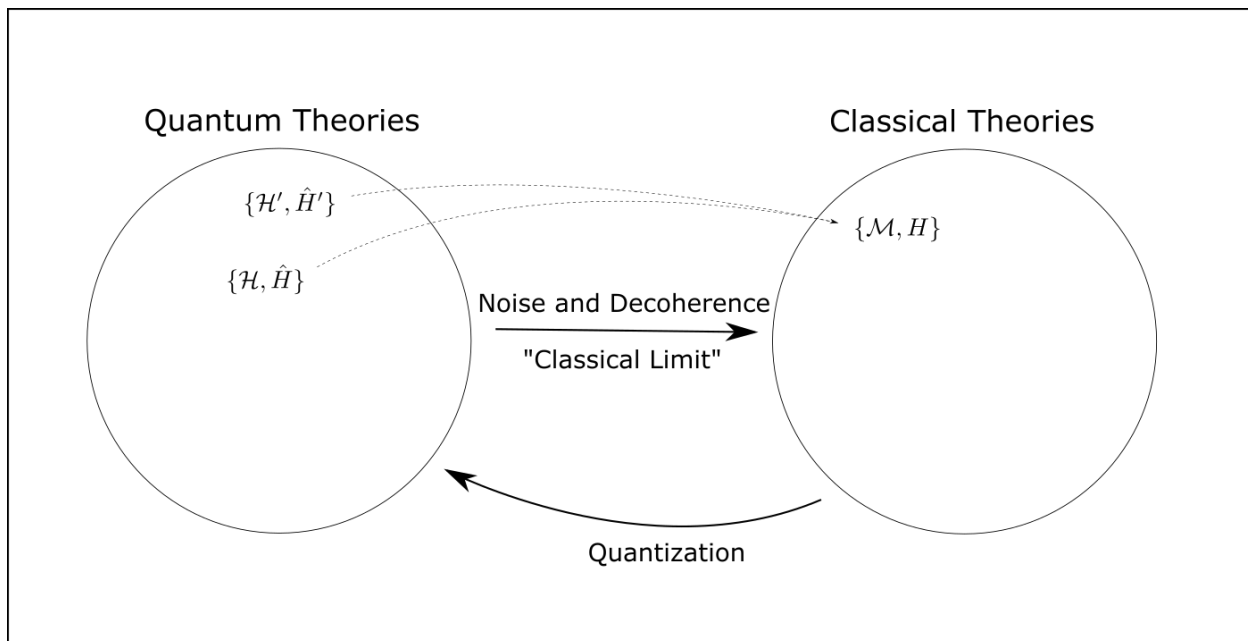 Quantum Theories
Classical Theories
{ℋ′, Ĥ′}
{ℳ, H}
{ℋ, Ĥ}
Noise and Decoherence
"Classical Limit"
Quantization